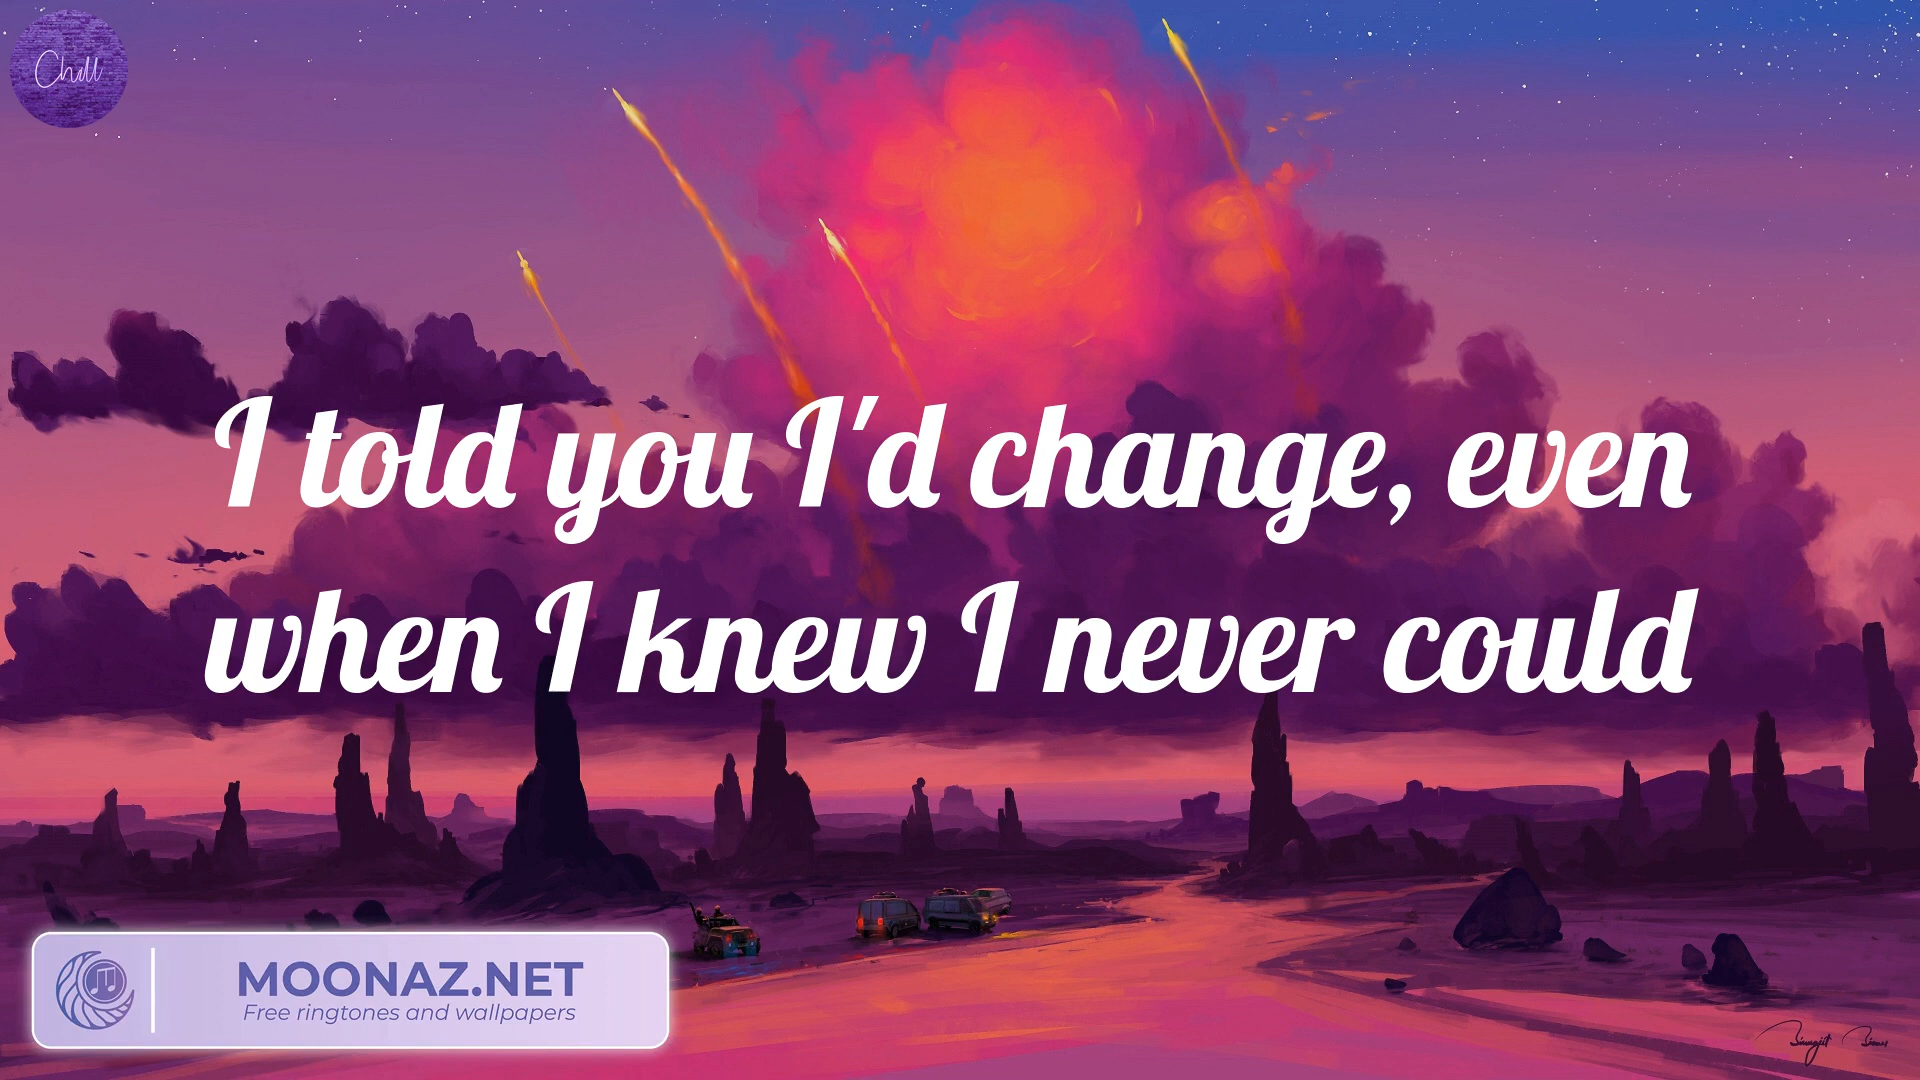 Chill
I told you I'd change, even
when I knew I never could
MOONAZ.NET
Free ringtones and wallpapers